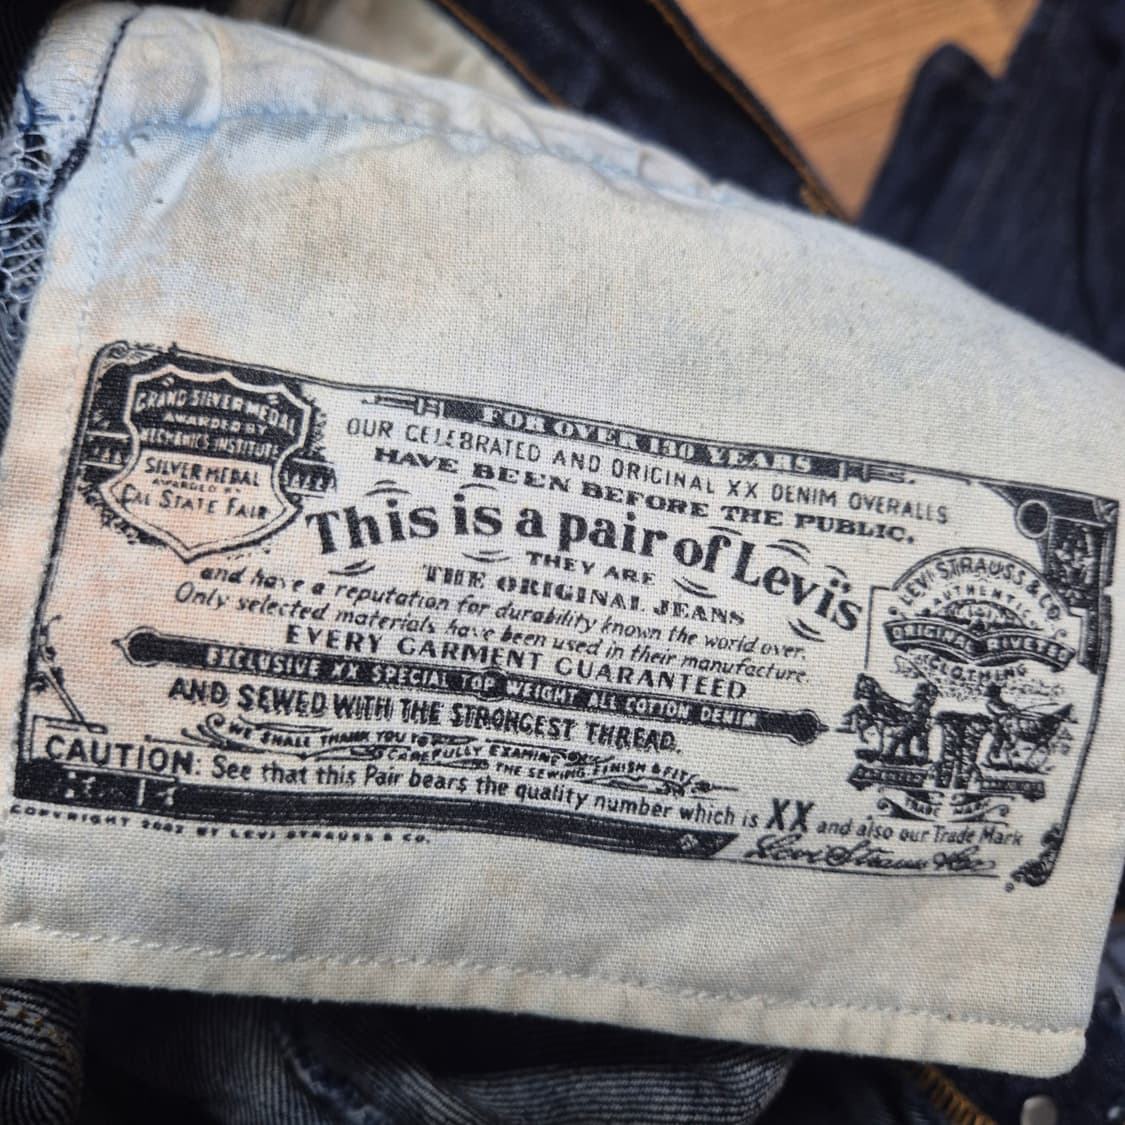 GRAND SILVER MEDAL
AWARDED BY
MECHANICS INSTITUTE
SILVER MEDAL
AWARDED BY
CAL STATE FAIR
FOR OVER 130 YEARS
OUR CELEBRATED AND ORIGINAL XX DENIM OVERALLS
HAVE BEEN BEFORE THE PUBLIC.
This is a pair of Levis
THEY ARE
THE ORIGINAL JEANS
and have a reputation for durability known the world over.
Only selected materials have been used in their manufacture.
EVERY GARMENT GUARANTEED
EXCLUSIVE XX SPECIAL TOP WEIGHT ALL COTTON DENIM
AND SEWED WITH THE STRONGEST THREAD.
WE SHALL THANK YOU TO
CAREFULLY EXAMINE
THE SEWING, FINISH & FIT
CAUTION: See that this Pair bears the quality number which is XX and also our Trade Mark
Levi Strauss & Co.
LEVI STRAUSS & CO.
AUTHENTIC
ORIGINAL RIVETED
CLOTHING
TRADE MARK
COPYRIGHT BY LEVI STRAUSS & CO.